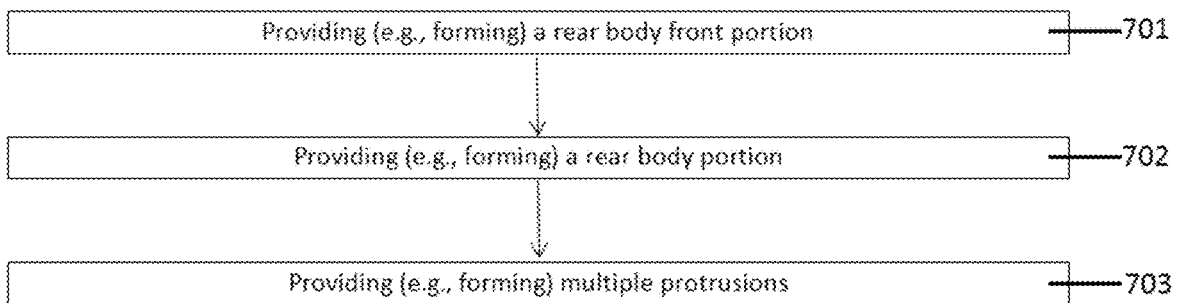 Providing (e.g., forming) a rear body front portion 701
Providing (e.g., forming) a rear body portion 702
Providing (e.g., forming) multiple protrusions 703